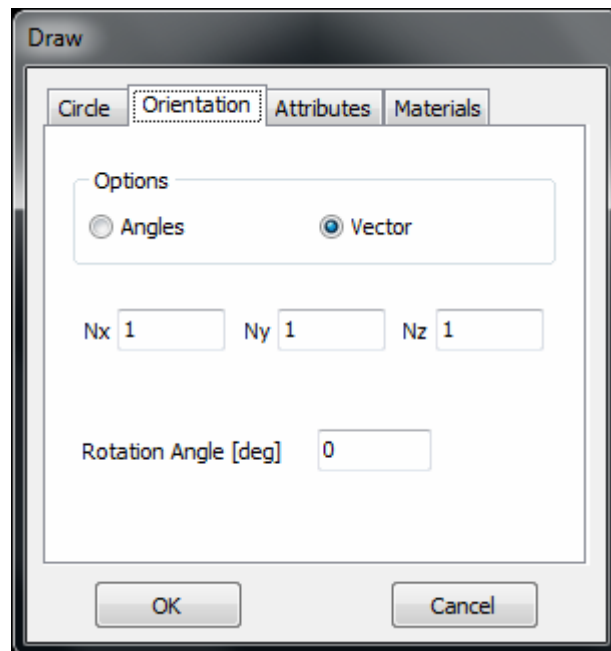 Draw
Circle Orientation Attributes Materials
Options
Angles Vector
Nx 1 Ny 1 Nz 1
Rotation Angle [deg] 0
OK Cancel